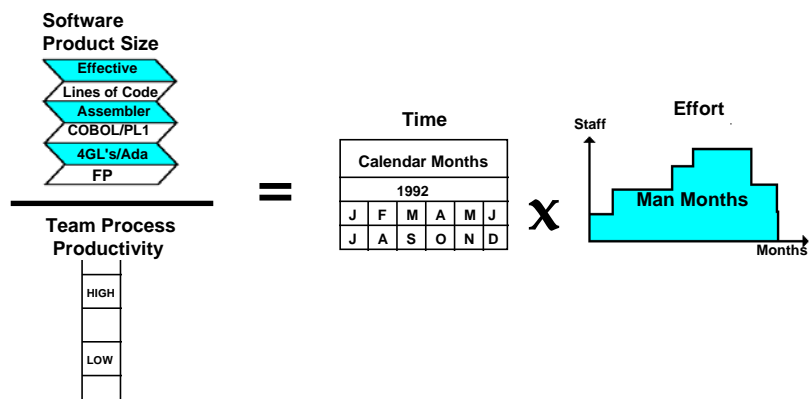 Software
Product Size
Effective
Lines of Code
Assembler
COBOL/PL1
4GL's/Ada
FP
Team Process
Productivity
HIGH
LOW
=
Time
Calendar Months
1992
J F M A M J
J A S O N D
x
Effort
Staff
Man Months
Months